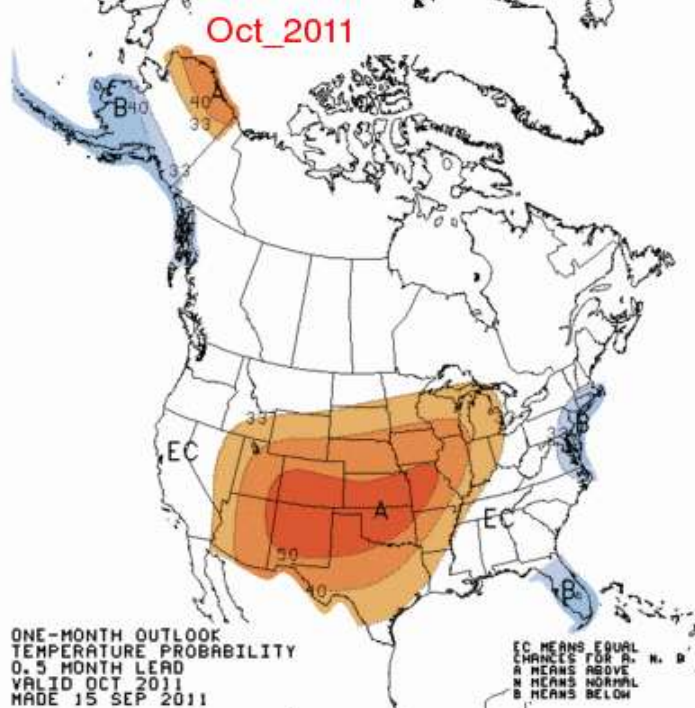 Oct_2011
A
40
33
B 40
33
33
EC
B
A
EC
50
40
B
ONE-MONTH OUTLOOK
TEMPERATURE PROBABILITY
0.5 MONTH LEAD
VALID OCT 2011
MADE 15 SEP 2011
EC MEANS EQUAL
CHANCES FOR A, N, B
A MEANS ABOVE
N MEANS NORMAL
B MEANS BELOW